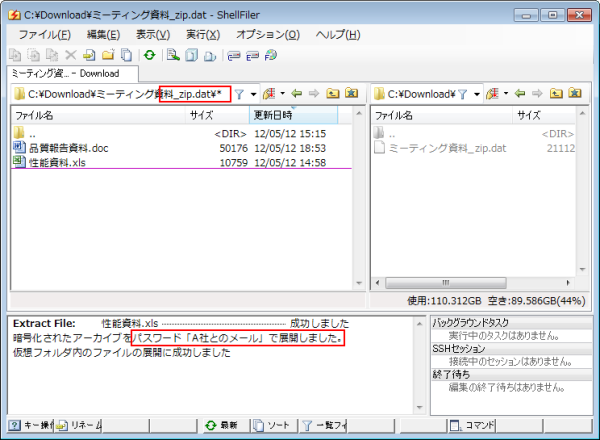 C:¥Download¥ミーティング資料_zip.dat - ShellFiler
ファイル(F) 編集(E) 表示(V) 実行(X) オプション(O) ヘルプ(H)
ミーティング資... - Download
C:¥Download¥ミーティング資料_zip.dat¥*
C:¥Download¥
ファイル名 サイズ 更新日時
ファイル名 サイズ
.. <DIR> 12/05/12 15:15
.. <DIR>
品質報告資料.doc 50176 12/05/12 18:53
ミーティング資料_zip.dat 21112
性能資料.xls 10759 12/05/12 14:58
使用:110.312GB 空き:89.586GB(44%)
Extract File: 性能資料.xls 成功しました
暗号化されたアーカイブをパスワード「A社とのメール」で展開しました。
仮想フォルダ内のファイルの展開に成功しました
バックグラウンドタスク
実行中のタスクはありません。
SSHセッション
接続中のセッションはありません。
終了待ち
編集の終了待ちはありません。
キー操作 リネーム 最新 ソート 一覧フィ コマンド